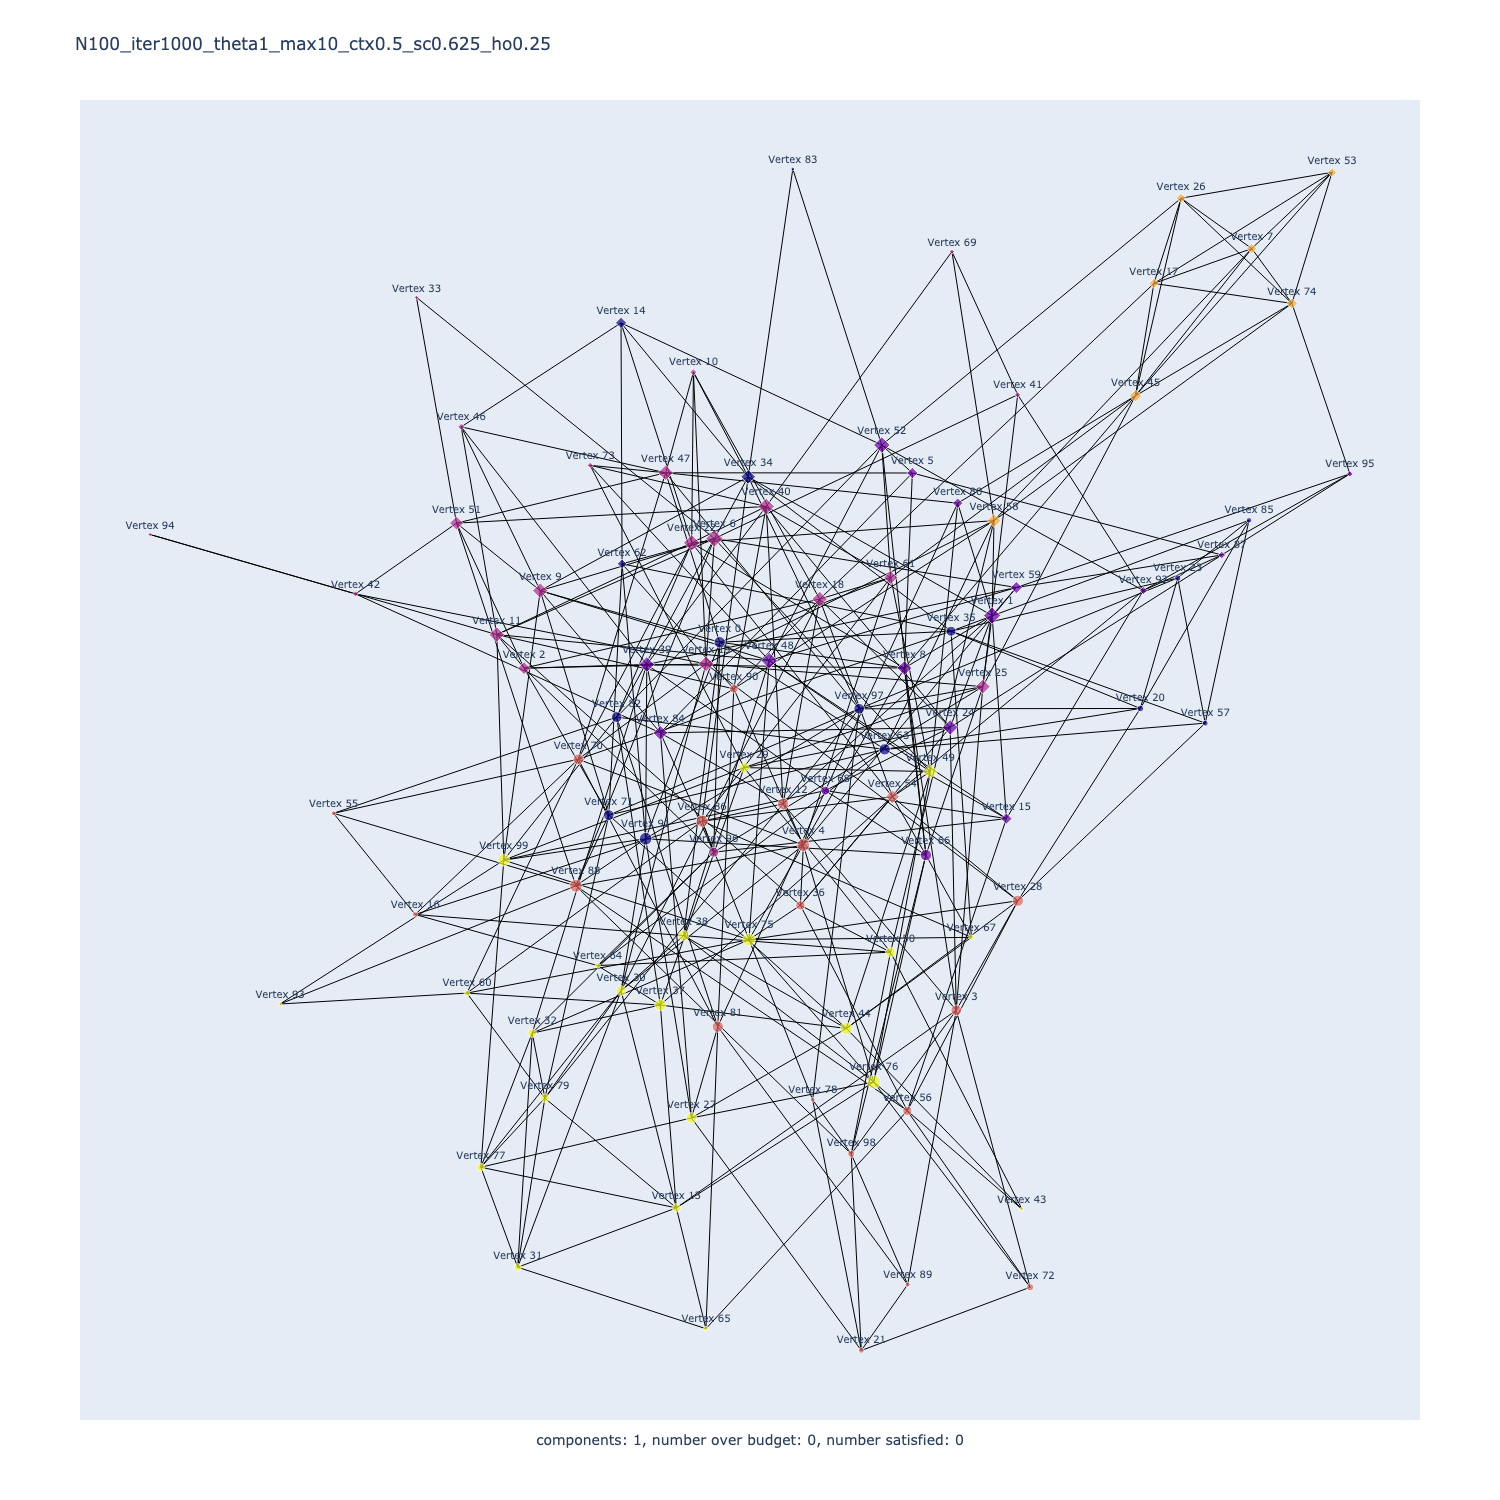 N100_iter1000_theta1_max10_ctx0.5_sc0.625_ho0.25
Vertex 83
Vertex 53
Vertex 26
Vertex 7
Vertex 69
Vertex 17
Vertex 33
Vertex 74
Vertex 14
Vertex 10
Vertex 41
Vertex 45
Vertex 46
Vertex 52
Vertex 73
Vertex 47
Vertex 34
Vertex 5
Vertex 95
Vertex 40
Vertex 80
Vertex 51
Vertex 58
Vertex 85
Vertex 94
Vertex 22
Vertex 6
Vertex 62
Vertex 87
Vertex 61
Vertex 23
Vertex 42
Vertex 9
Vertex 18
Vertex 59
Vertex 92
Vertex 1
Vertex 11
Vertex 0
Vertex 35
Vertex 2
Vertex 39
Vertex 48
Vertex 8
Vertex 90
Vertex 25
Vertex 82
Vertex 97
Vertex 20
Vertex 84
Vertex 24
Vertex 57
Vertex 70
Vertex 63
Vertex 29
Vertex 49
Vertex 55
Vertex 71
Vertex 86
Vertex 12
Vertex 68
Vertex 54
Vertex 15
Vertex 99
Vertex 91
Vertex 96
Vertex 4
Vertex 66
Vertex 88
Vertex 36
Vertex 28
Vertex 16
Vertex 38
Vertex 75
Vertex 67
Vertex 64
Vertex 50
Vertex 93
Vertex 60
Vertex 30
Vertex 37
Vertex 3
Vertex 32
Vertex 81
Vertex 44
Vertex 76
Vertex 79
Vertex 27
Vertex 78
Vertex 56
Vertex 77
Vertex 98
Vertex 13
Vertex 43
Vertex 31
Vertex 89
Vertex 72
Vertex 65
Vertex 21
components: 1, number over budget: 0, number satisfied: 0